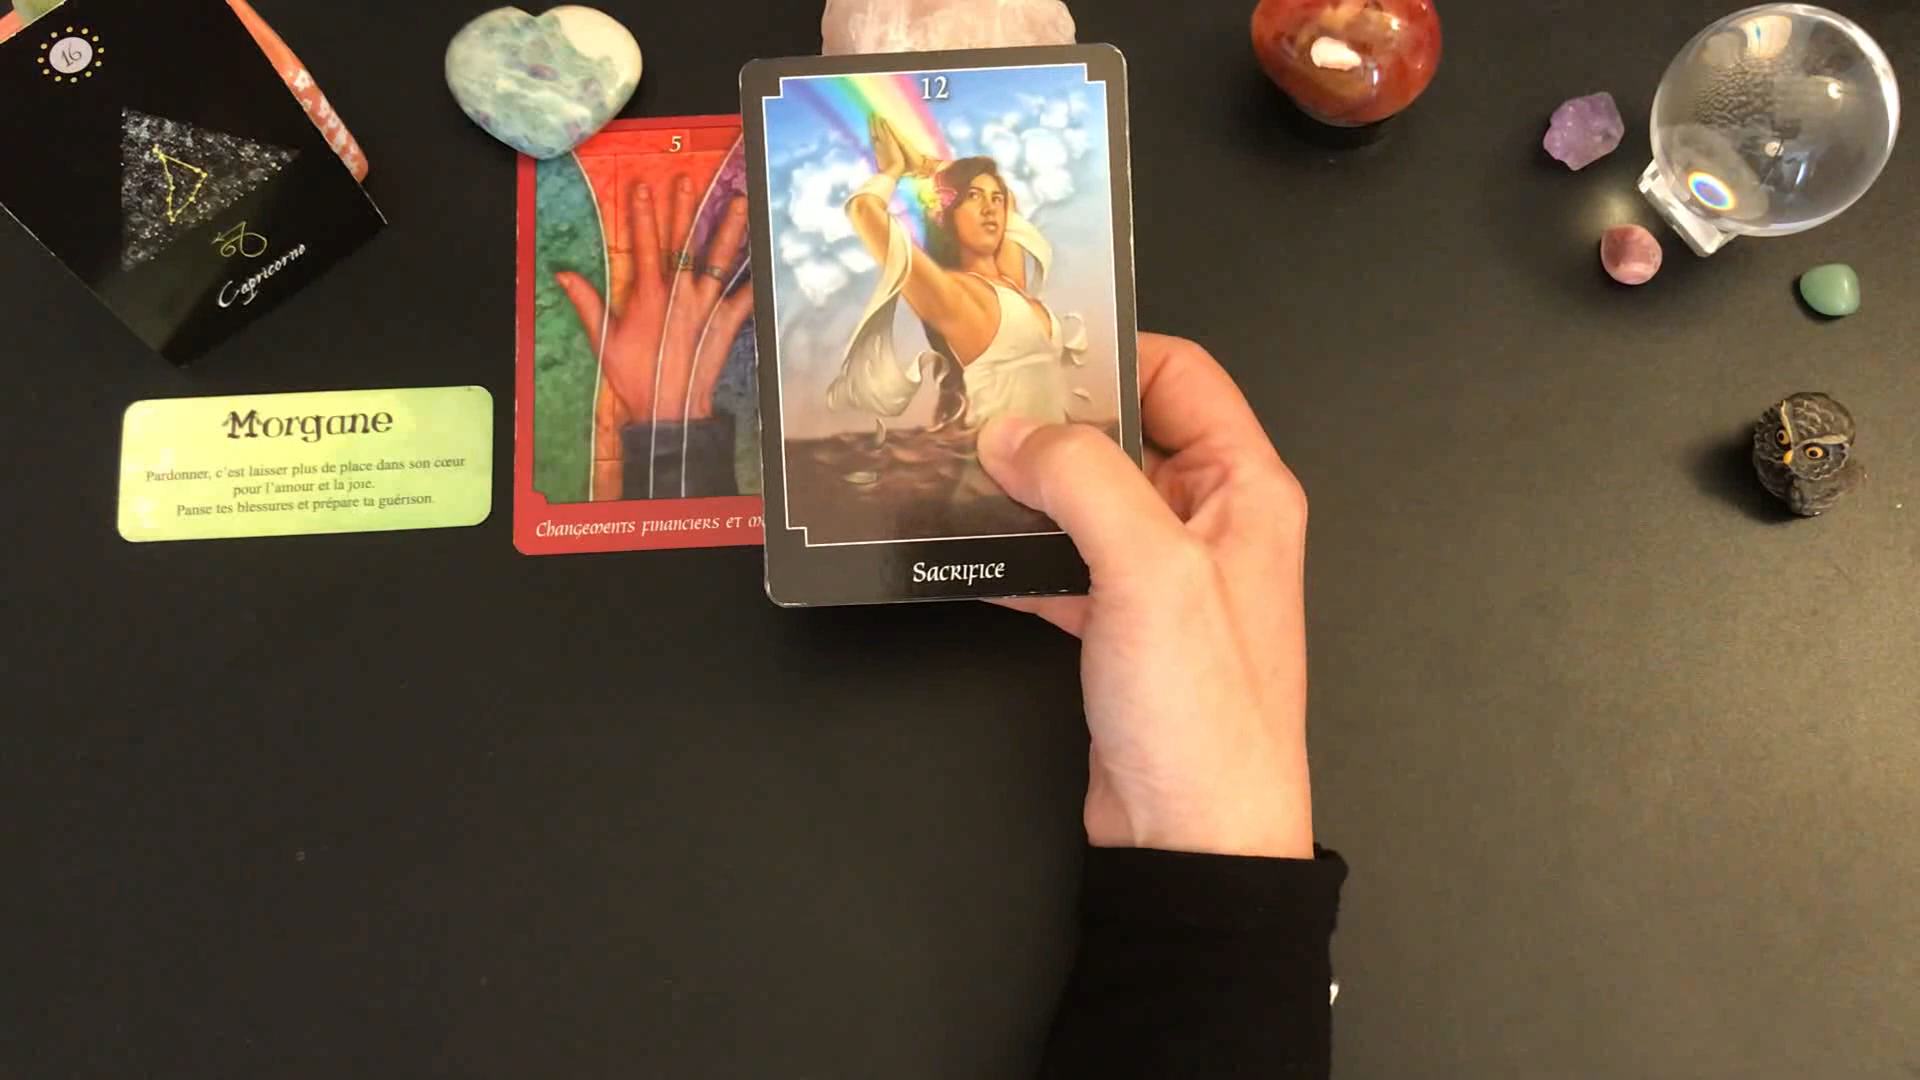 16
Capricorne
Morgane
Pardonner, c'est laisser plus de place dans son cœur
pour l'amour et la joie.
Panse tes blessures et prépare ta guérison.
5
Changements financiers et
12
Sacrifice